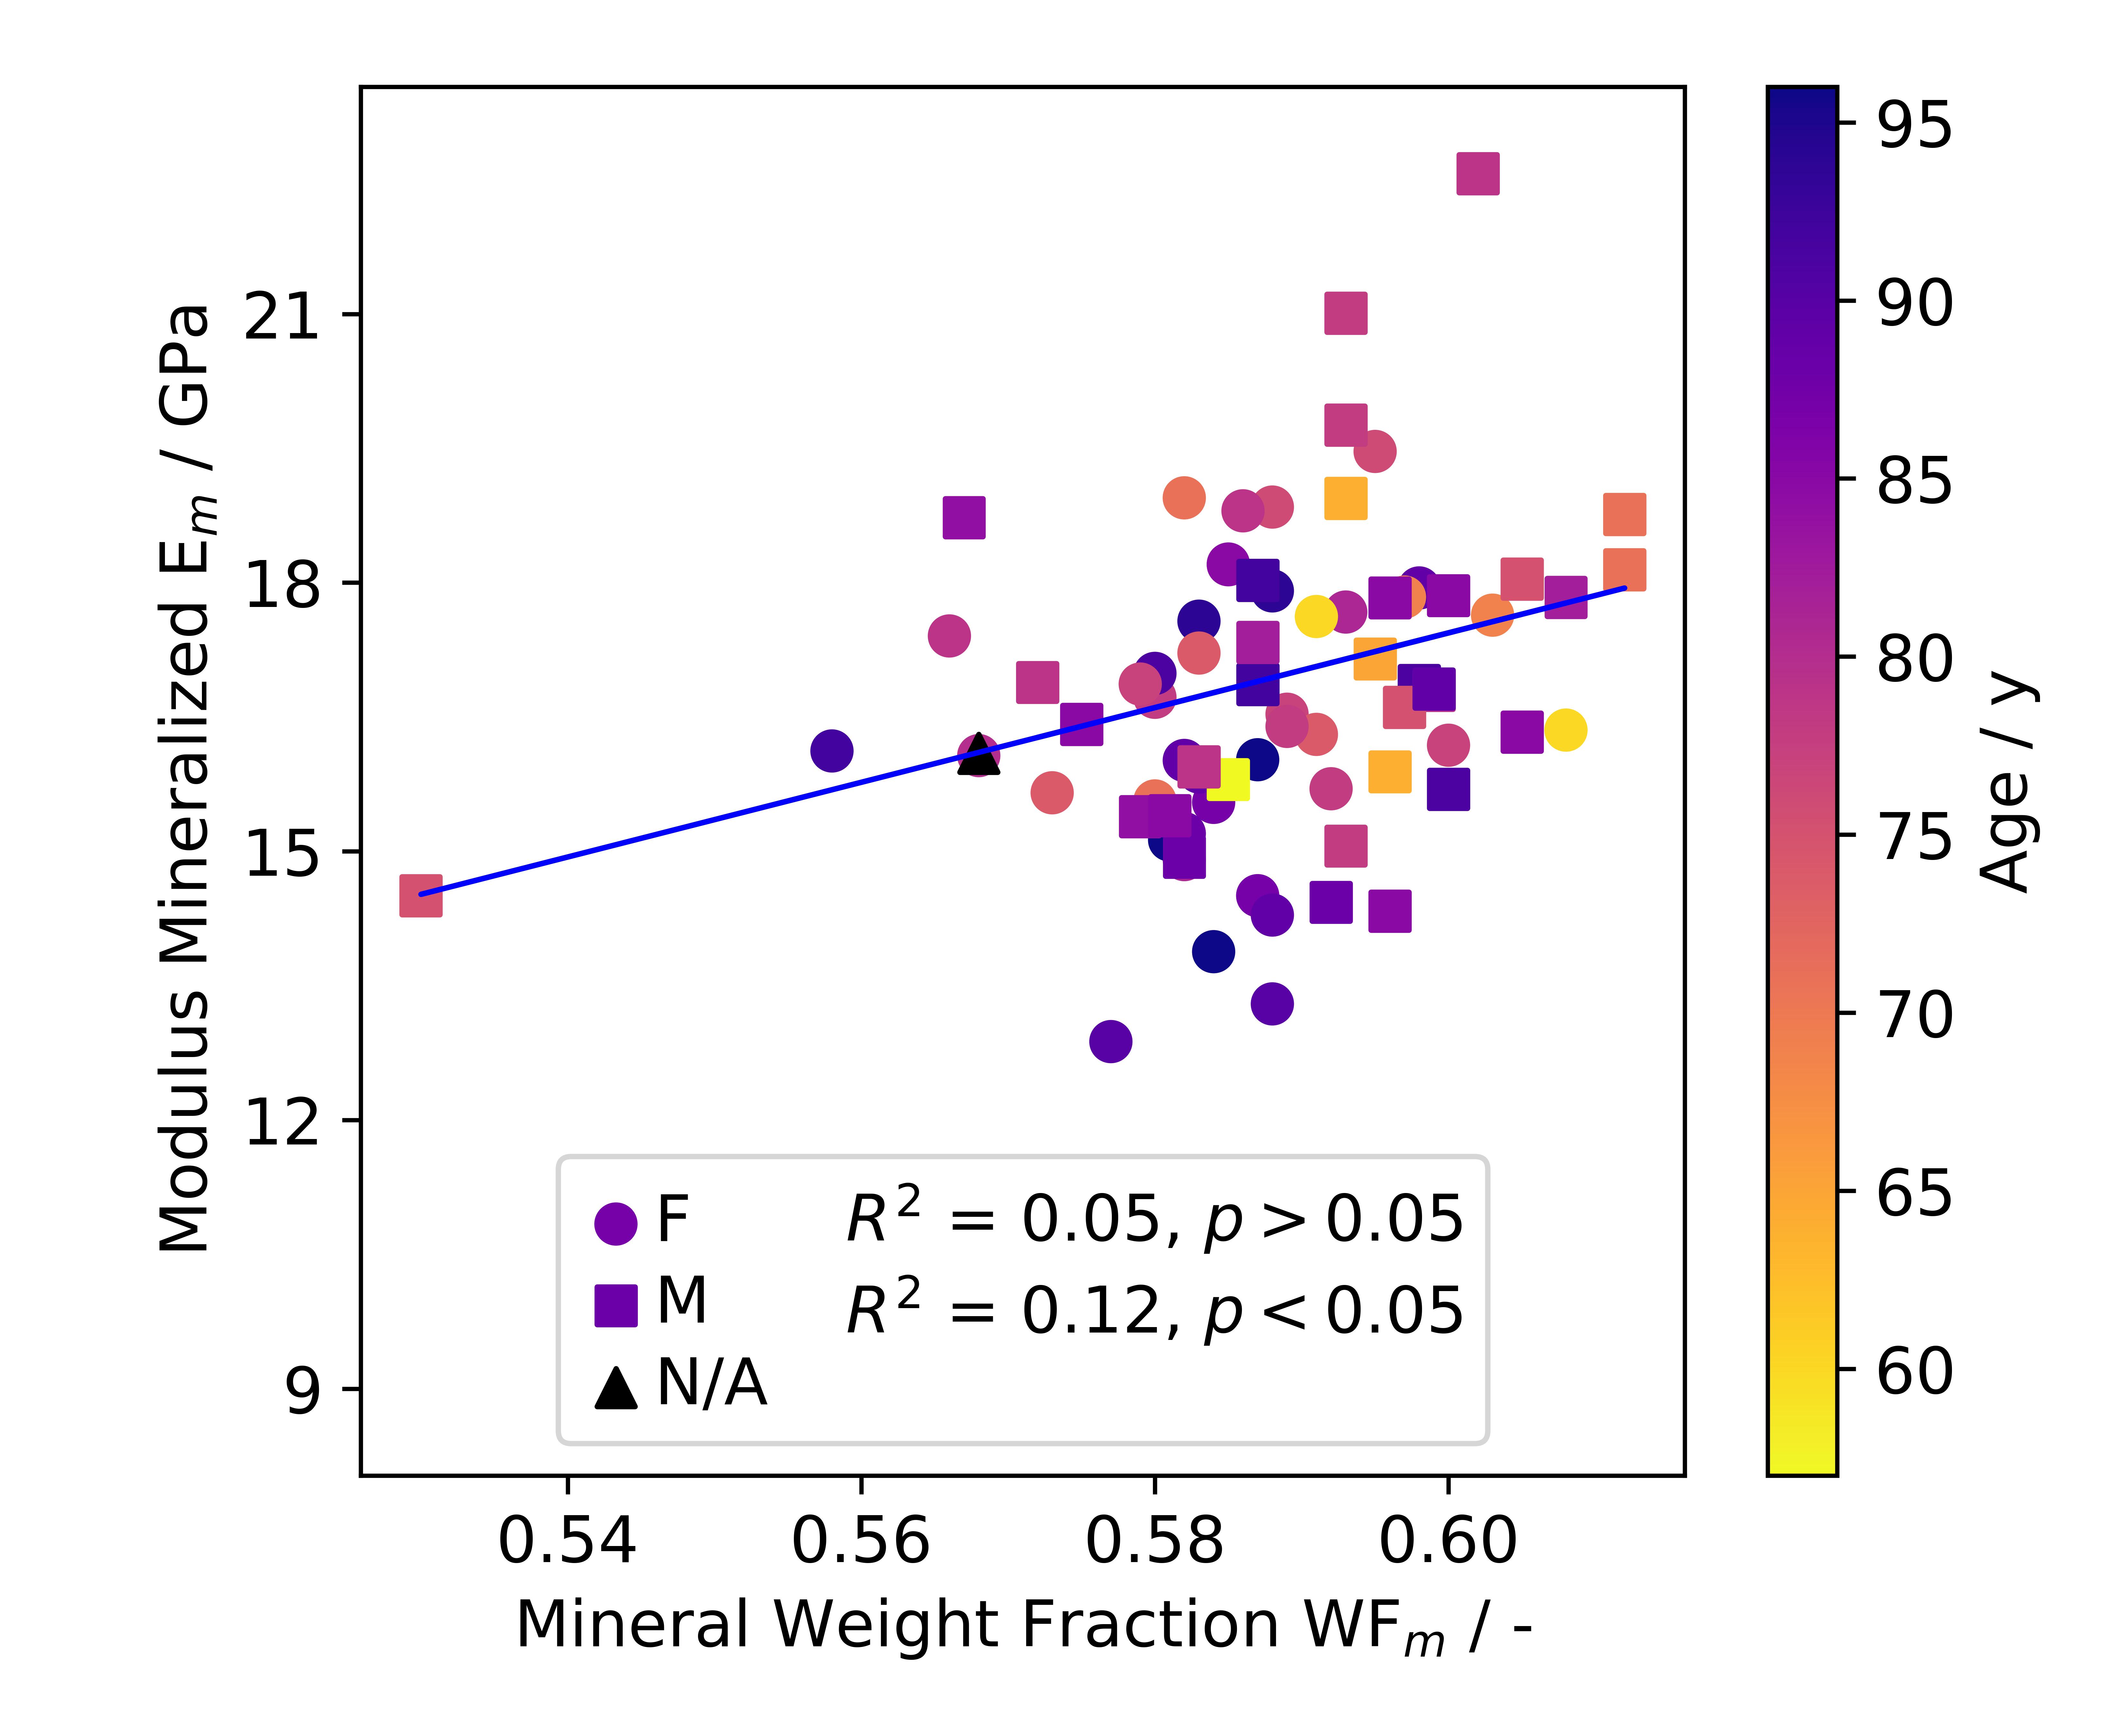 Modulus Mineralized Eₘ / GPa
21
18
15
12
9
F R² = 0.05, p > 0.05
M R² = 0.12, p < 0.05
N/A
0.54 0.56 0.58 0.60
Mineral Weight Fraction WFₘ / -
95
90
85
80
75
70
65
60
Age / y